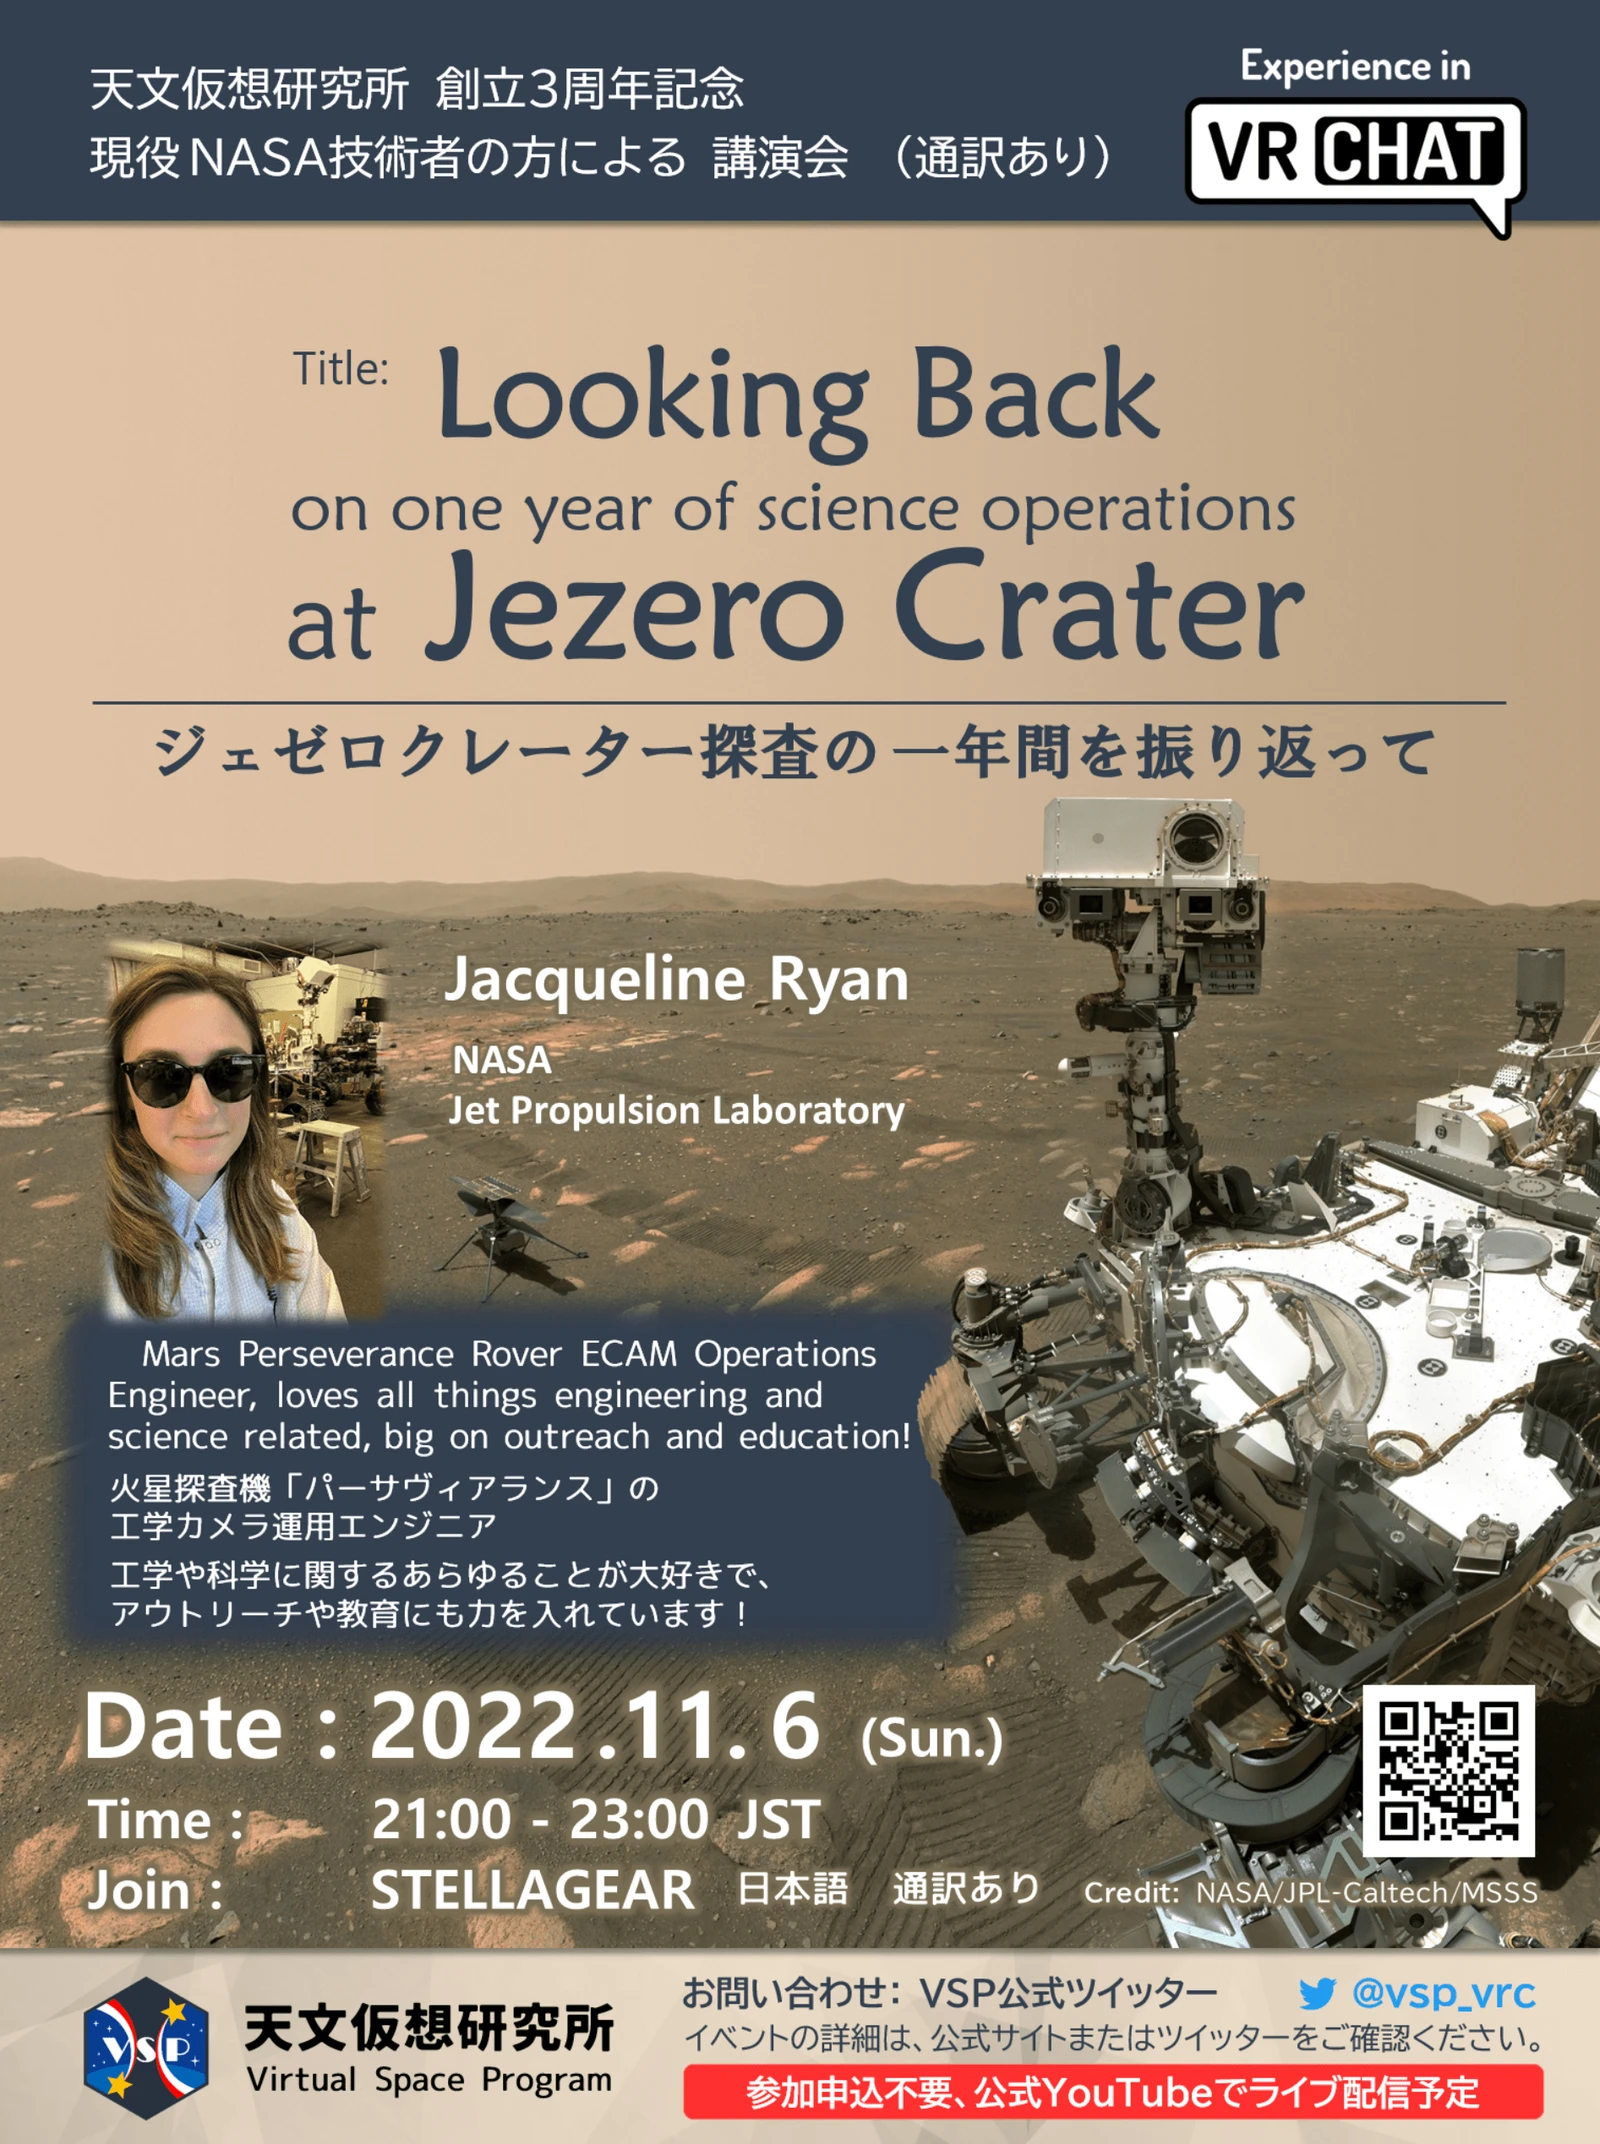 天文仮想研究所 創立3周年記念
現役NASA技術者の方による 講演会 （通訳あり）
Experience in
VRCHAT
Title: Looking Back
on one year of science operations
at Jezero Crater
ジェゼロクレーター探査の一年間を振り返って
Jacqueline Ryan
NASA
Jet Propulsion Laboratory
Mars Perseverance Rover ECAM Operations
Engineer, loves all things engineering and
science related, big on outreach and education!
火星探査機「パーサヴィアランス」の
工学カメラ運用エンジニア
工学や科学に関するあらゆることが大好きで、
アウトリーチや教育にも力を入れています！
Date : 2022.11.6 (Sun.)
Time : 21:00 - 23:00 JST
Join : STELLAGEAR 日本語 通訳あり
Credit: NASA/JPL-Caltech/MSSS
VSP
天文仮想研究所
Virtual Space Program
お問い合わせ： VSP公式ツイッター @vsp_vrc
イベントの詳細は、公式サイトまたはツイッターをご確認ください。
参加申込不要、公式YouTubeでライブ配信予定